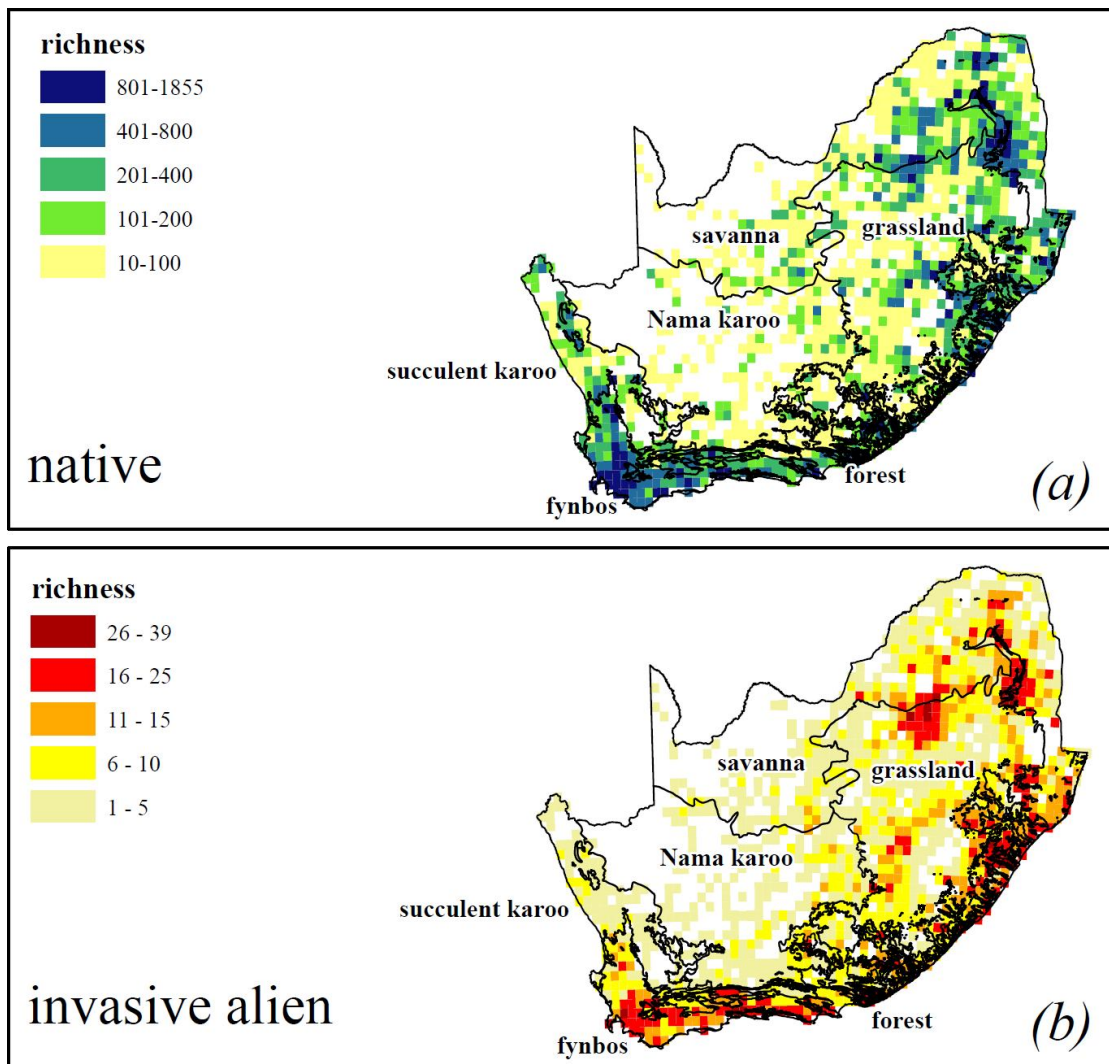 richness
801-1855
401-800
201-400
101-200
10-100
savanna
grassland
Nama karoo
succulent karoo
native
forest
fynbos
(a)
richness
26 - 39
16 - 25
11 - 15
6 - 10
1 - 5
savanna
grassland
Nama karoo
succulent karoo
invasive alien
forest
fynbos
(b)